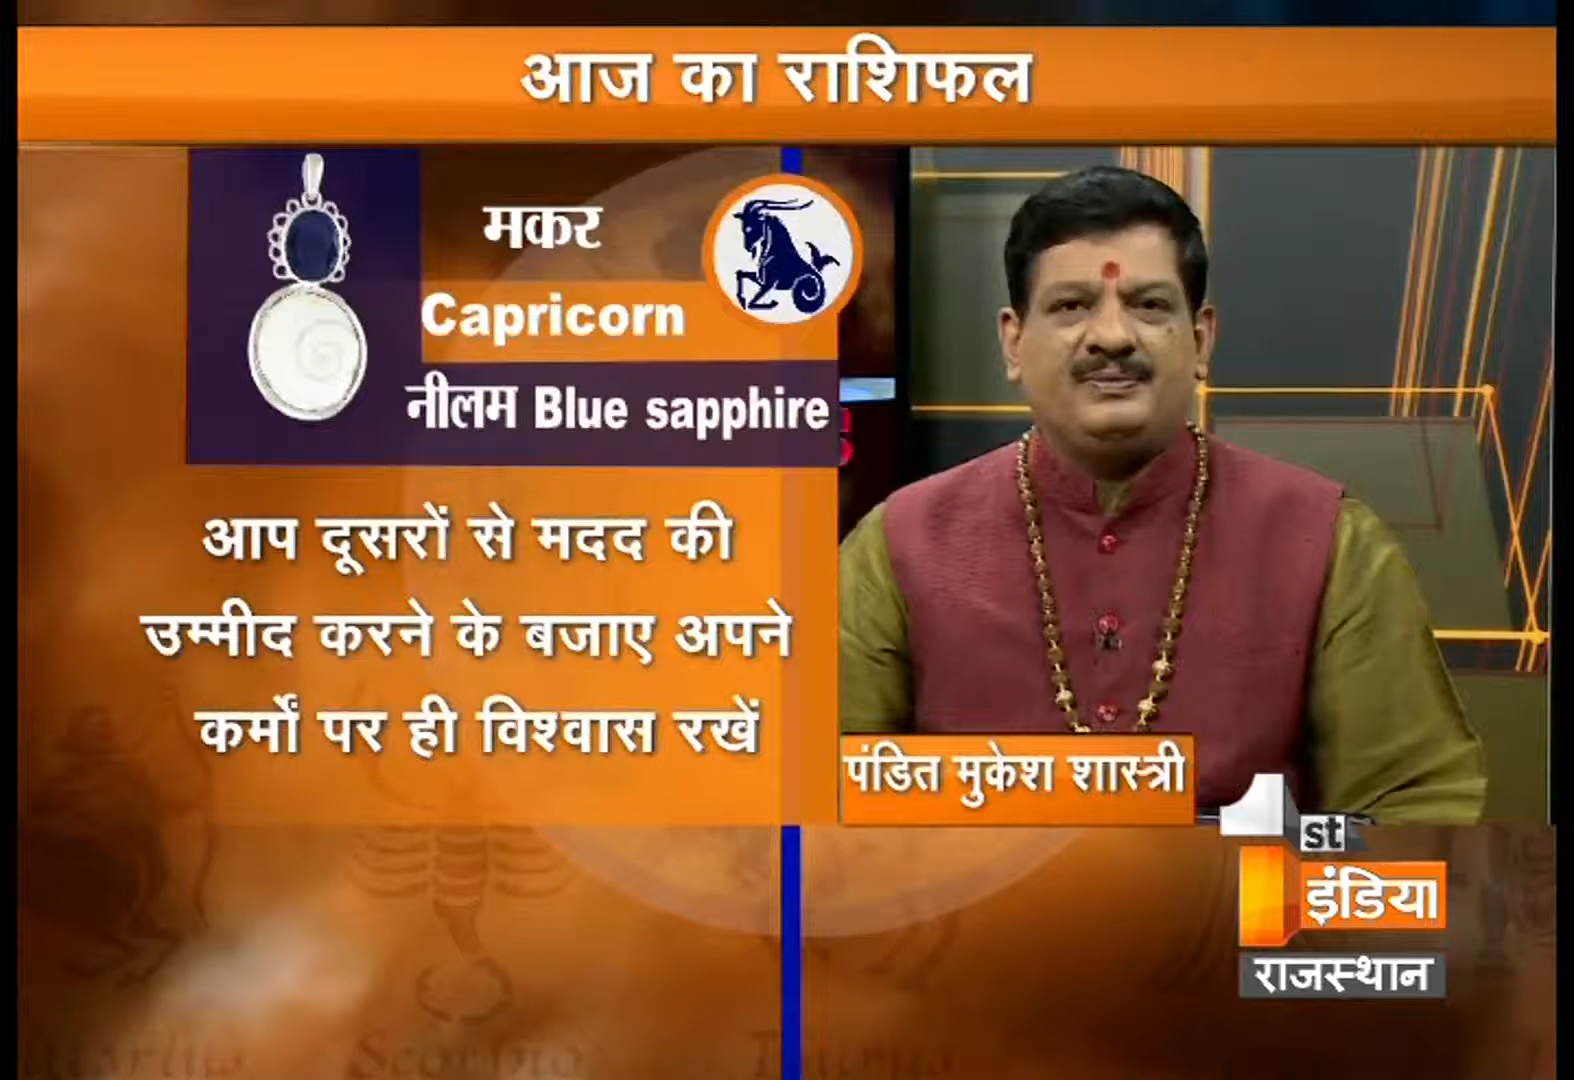 आज का राशिफल
मकर
Capricorn
नीलम Blue sapphire
आप दूसरों से मदद की
उम्मीद करने के बजाए अपने
कर्मों पर ही विश्वास रखें
पंडित मुकेश शास्त्री
1st
इंडिया
राजस्थान
Scorpio